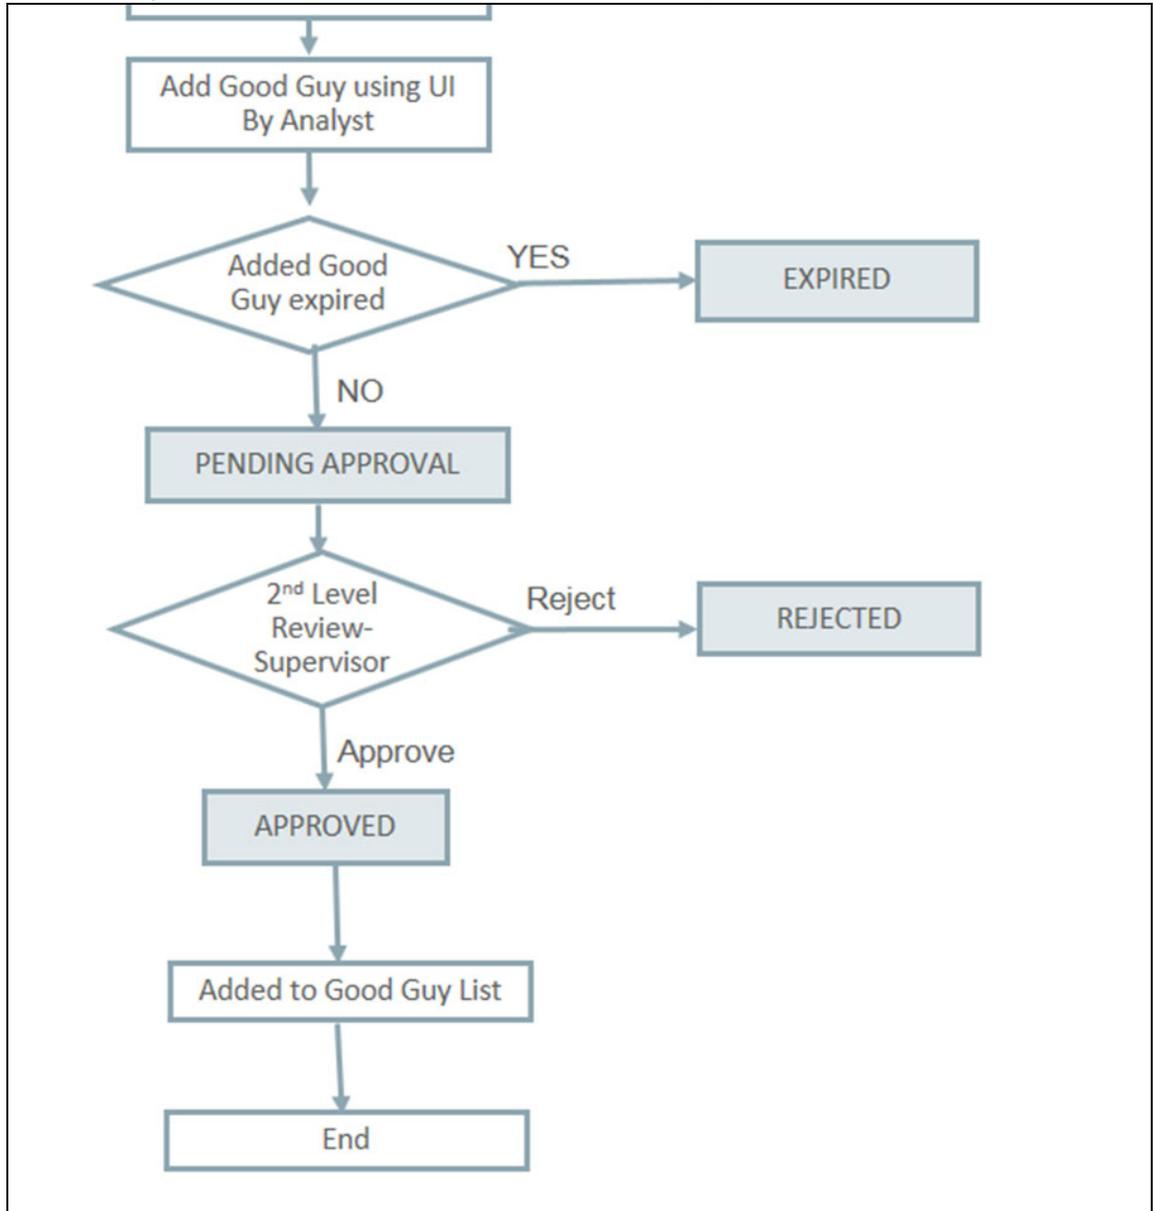 Add Good Guy using UI
By Analyst
Added Good
Guy expired
YES
EXPIRED
NO
PENDING APPROVAL
2nd Level
Review-
Supervisor
Reject
REJECTED
Approve
APPROVED
Added to Good Guy List
End